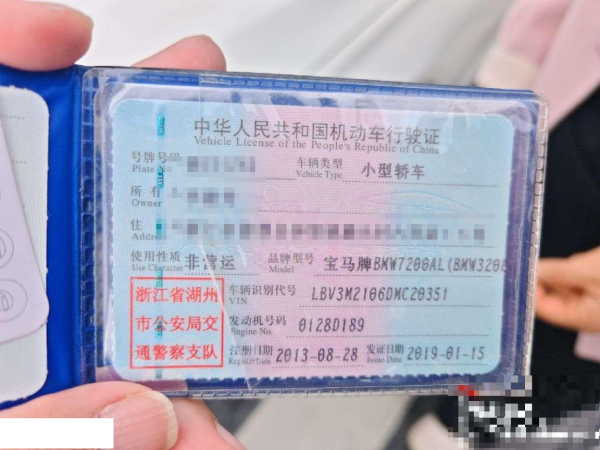 中华人民共和国机动车行驶证
Vehicle License of the People's Republic of China
号牌号码 车辆类型 小型轿车
Plate No. Vehicle Type
所有
Owner
住
Address
使用性质 非营运 品牌型号 宝马牌BMW7200AL(BMW320L
Use Character Model
浙江省湖州
市公安局交
通警察支队
车辆识别代号 LBV3M2106DMC20351
VIN
发动机号码 0128D189
Engine No.
注册日期 2013-08-28 发证日期 2019-01-15
Register Date Issue Date